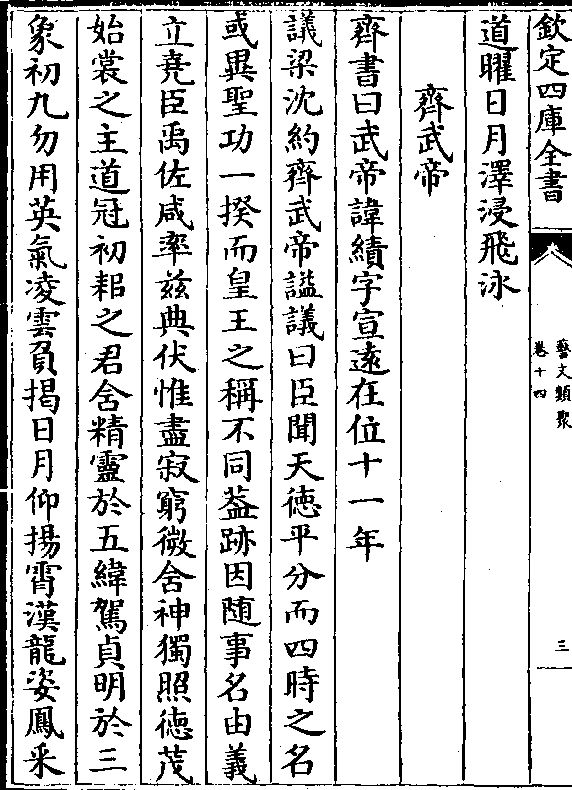 欽定四庫全書
藝文類聚
卷十四
三
道曜日月澤浸飛泳
齊武帝
齊書曰武帝諱績字宣遠在位十一年
議梁沈約齊武帝謚議曰臣聞天徳平分而四時之名
或異聖功一揆而皇王之稱不同葢跡因随事名由義
立堯臣禹佐咸率兹典伏惟盡寂窮微舍神獨照徳茂
始裳之主道冠初耜之君舍精靈於五緯駕貞明於三
象初九勿用英氣凌雲負揭日月仰揚霄漢龍姿鳳采